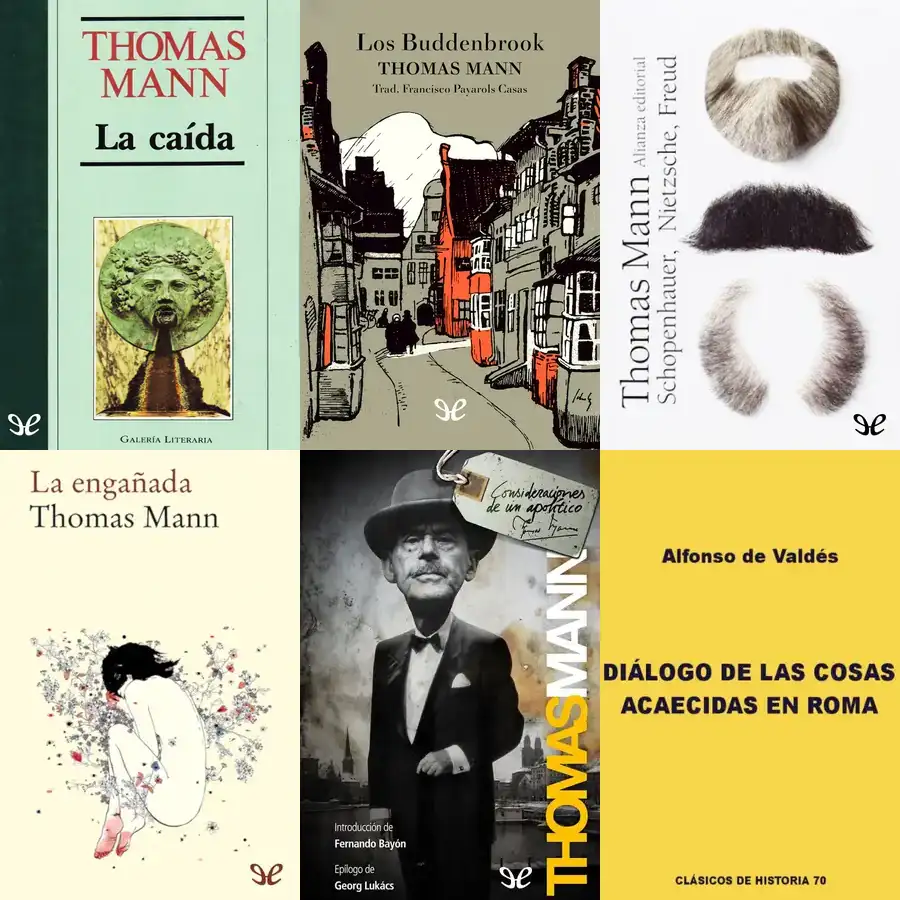 THOMAS
MANN
La caída
GALERÍA LITERARIA
Los Buddenbrook
THOMAS MANN
Trad. Francisco Payarols Casas
Thomas Mann Alianza editorial
Schopenhauer, Nietzsche, Freud
La engañada
Thomas Mann
Consideraciones
de un apolítico
THOMASMANN
Introducción de
Fernando Bayón
Epílogo de
Georg Lukács
Alfonso de Valdés
DIÁLOGO DE LAS COSAS
ACAECIDAS EN ROMA
CLÁSICOS DE HISTORIA 70